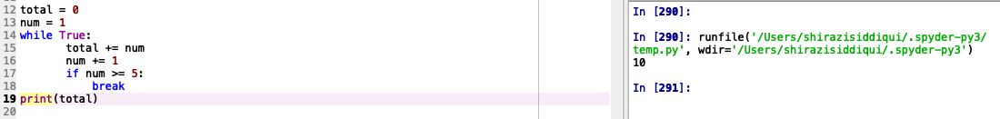 12 total = 0
13 num = 1
14 while True:
15 total += num
16 num += 1
17 if num >= 5:
18 break
19 print(total)
20
In [290]:
In [290]: runfile('/Users/shirazisiddiqui/.spyder-py3/
temp.py', wdir='/Users/shirazisiddiqui/.spyder-py3')
10
In [291]: